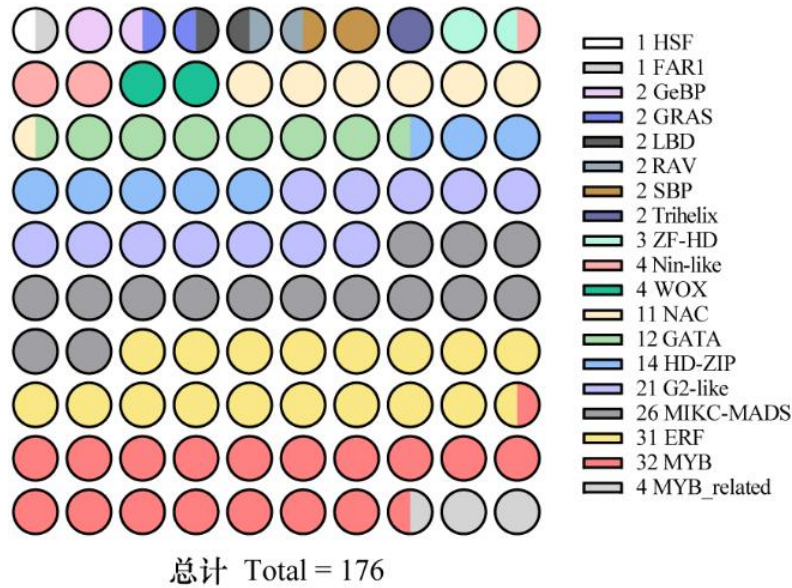 1 HSF
1 FAR1
2 GeBP
2 GRAS
2 LBD
2 RAV
2 SBP
2 Trihelix
3 ZF-HD
4 Nin-like
4 WOX
11 NAC
12 GATA
14 HD-ZIP
21 G2-like
26 MIKC-MADS
31 ERF
32 MYB
4 MYB_related
总计 Total = 176